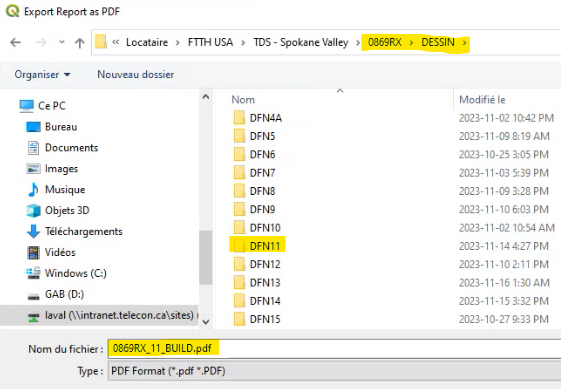 Export Report as PDF
« Locataire > FTTH USA > TDS - Spokane Valley > 0869RX > DESSIN >
Organiser Nouveau dossier
Nom Modifié le
Ce PC
Bureau
Documents
Images
Musique
Objets 3D
Téléchargements
Vidéos
Windows (C:)
GAB (D:)
laval (\\intranet.telecon.ca\sites) (
DFN4A 2023-11-02 10:42 PM
DFN5 2023-11-09 8:19 AM
DFN6 2023-10-25 3:05 PM
DFN7 2023-11-03 5:39 PM
DFN8 2023-11-09 3:28 PM
DFN9 2023-11-10 6:03 PM
DFN10 2023-11-02 10:54 AM
DFN11 2023-11-14 4:27 PM
DFN12 2023-11-10 2:11 PM
DFN13 2023-11-16 1:30 AM
DFN14 2023-11-15 3:32 PM
DFN15 2023-10-27 9:33 PM
Nom du fichier : 0869RX_11_BUILD.pdf
Type : PDF Format (*.pdf *.PDF)